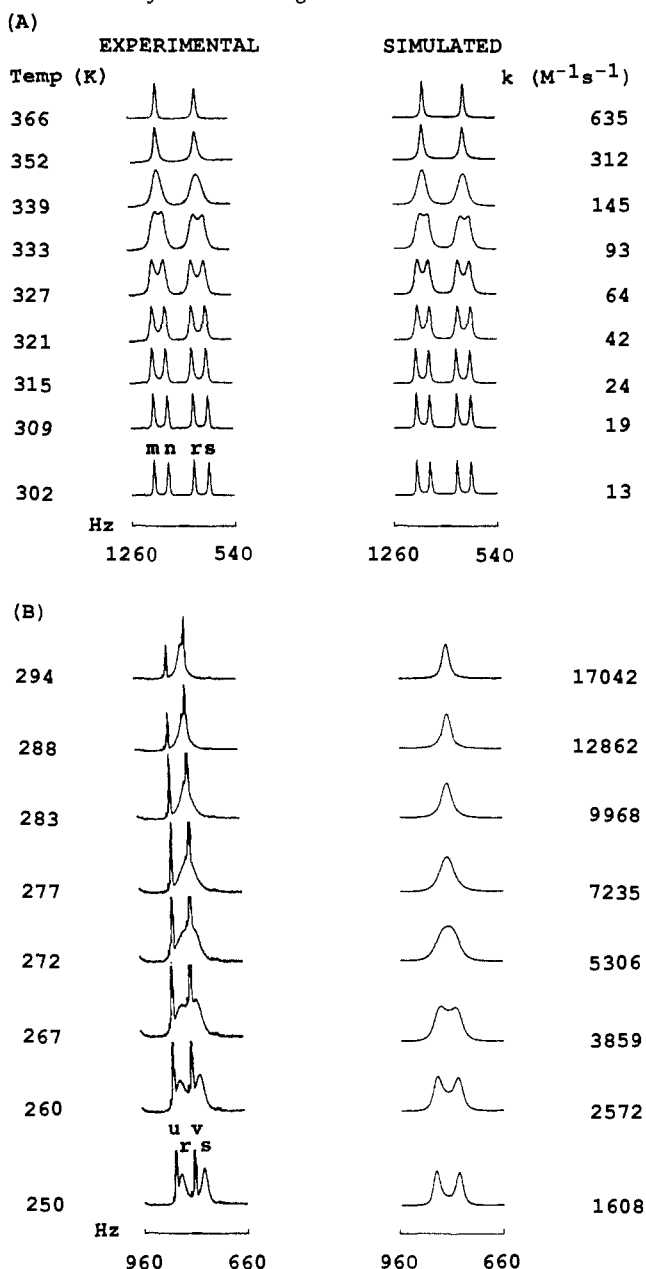 (A)
EXPERIMENTAL SIMULATED
Temp (K) k (M⁻¹s⁻¹)
366 635
352 312
339 145
333 93
327 64
321 42
315 24
309 19
m n r s
302 13
Hz
1260 540 1260 540
(B)
294 17042
288 12862
283 9968
277 7235
272 5306
267 3859
260 2572
u v
r s
250 1608
Hz
960 660 960 660